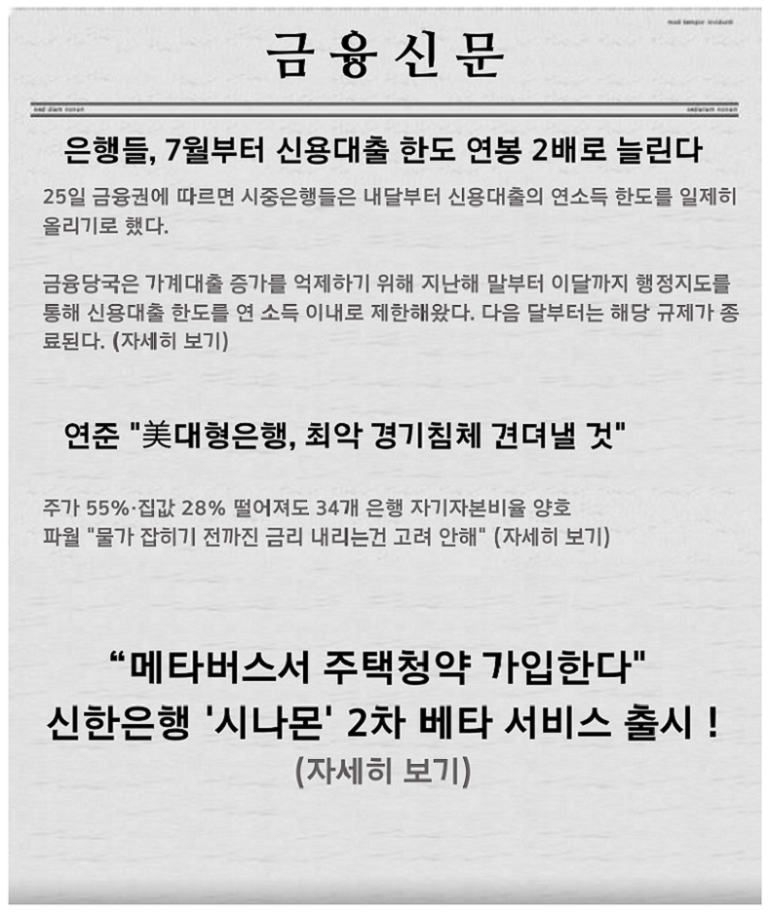 금융신문
은행들, 7월부터 신용대출 한도 연봉 2배로 늘린다
25일 금융권에 따르면 시중은행들은 내달부터 신용대출의 연소득 한도를 일제히
올리기로 했다.
금융당국은 가계대출 증가를 억제하기 위해 지난해 말부터 이달까지 행정지도를
통해 신용대출 한도를 연 소득 이내로 제한해왔다. 다음 달부터는 해당 규제가 종
료된다. (자세히 보기)
연준 "美대형은행, 최악 경기침체 견뎌낼 것"
주가 55%·집값 28% 떨어져도 34개 은행 자기자본비율 양호
파월 "물가 잡히기 전까진 금리 내리는건 고려 안해" (자세히 보기)
“메타버스서 주택청약 가입한다"
신한은행 '시나몬' 2차 베타 서비스 출시 !
(자세히 보기)